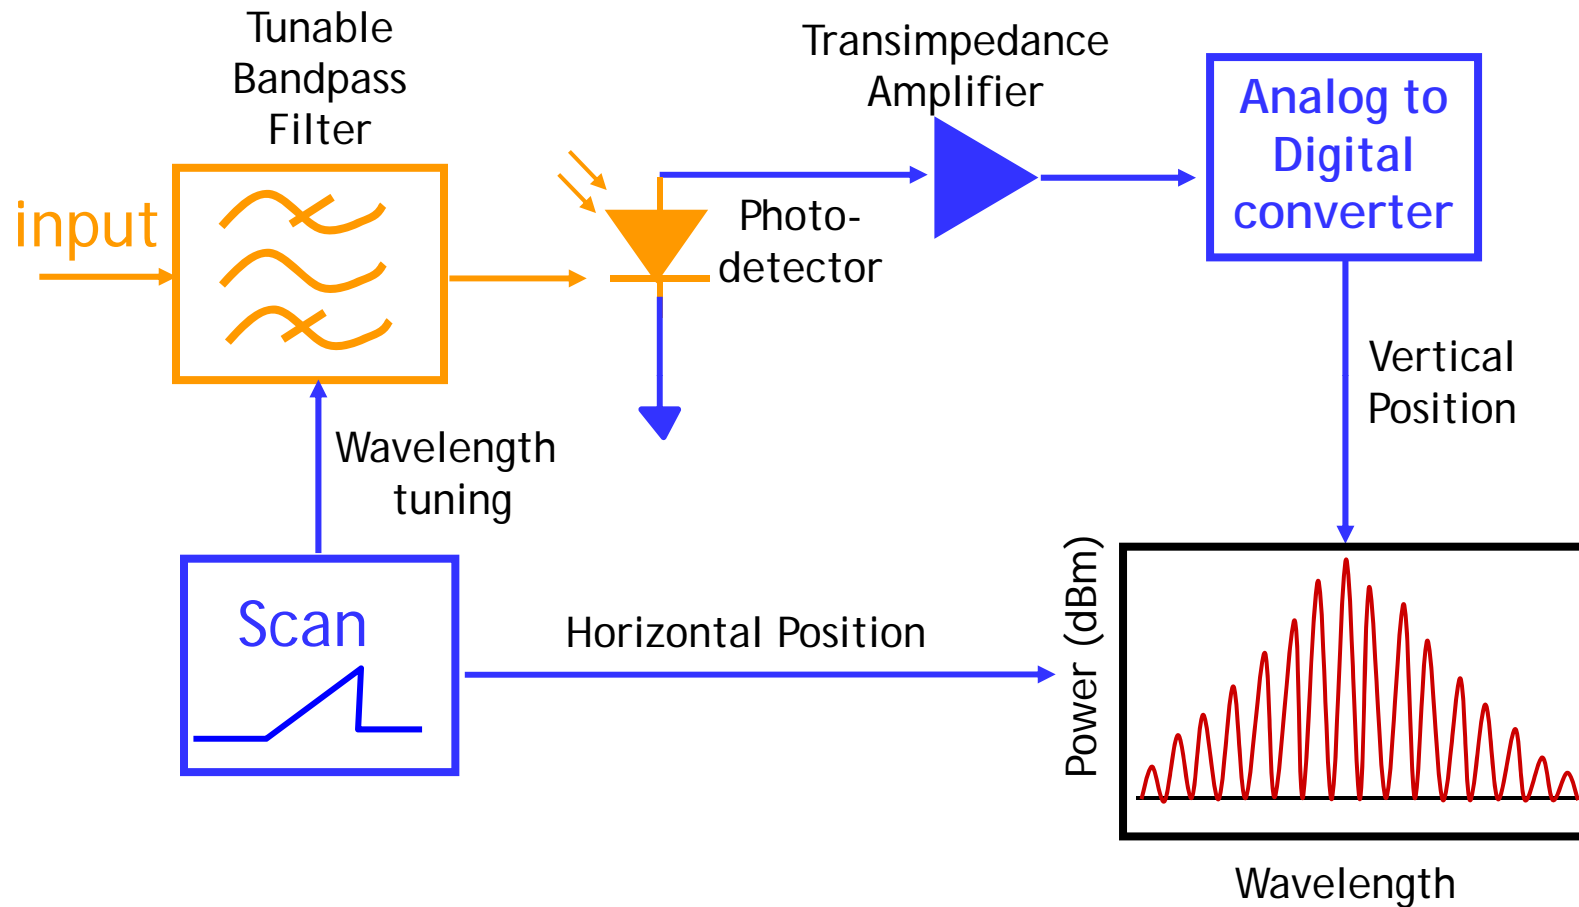 Tunable
Bandpass
Filter
Transimpedance
Amplifier
Analog to
Digital
converter
input
Photo-
detector
Vertical
Position
Wavelength
tuning
Scan
Horizontal Position
Power (dBm)
Wavelength